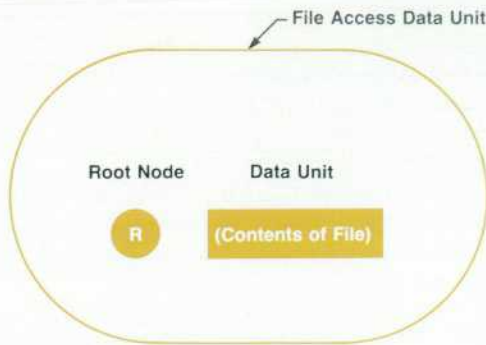 File Access Data Unit
Root Node
Data Unit
R
(Contents of File)